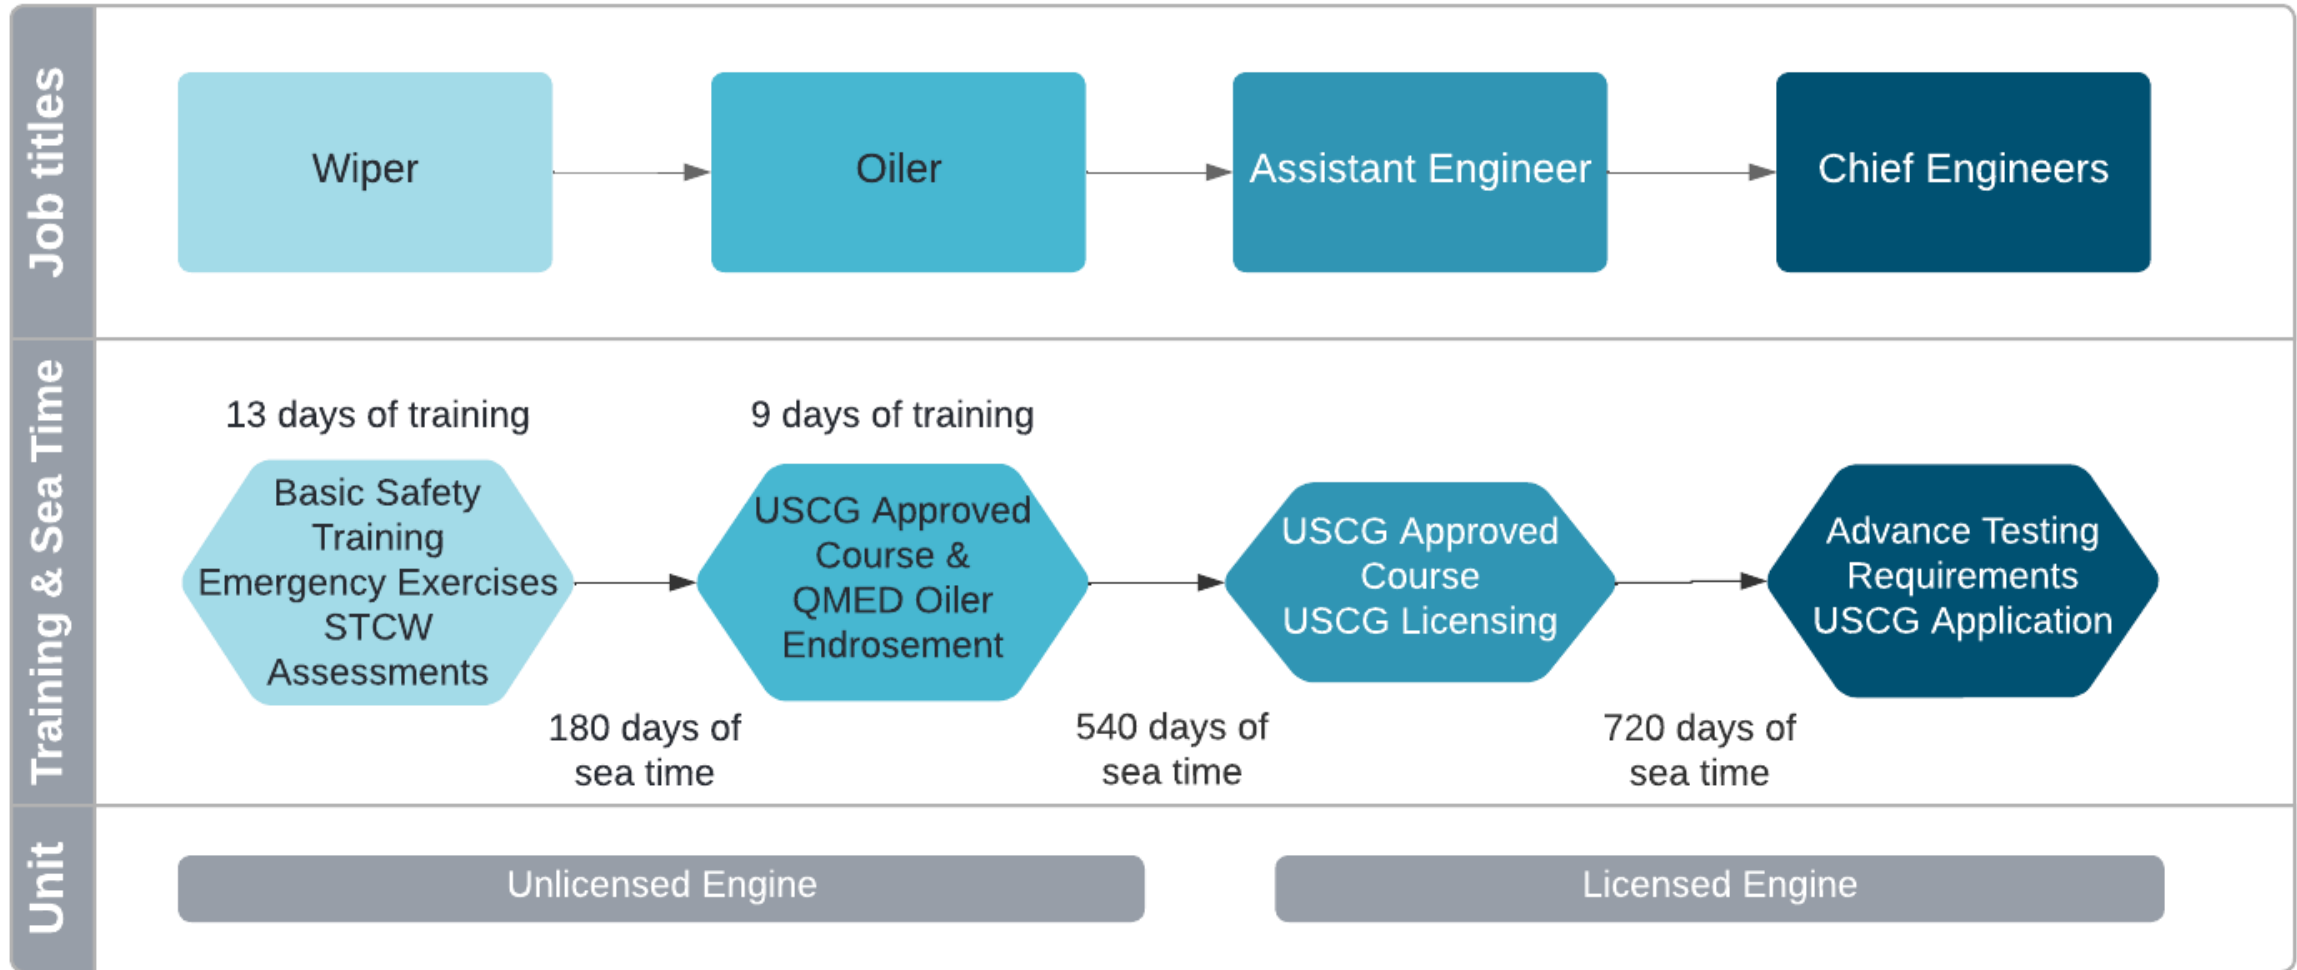 Job titles
Wiper
Oiler
Assistant Engineer
Chief Engineers
Training & Sea Time
13 days of training
9 days of training
Basic Safety
Training
Emergency Exercises
STCW
Assessments
USCG Approved
Course &
QMED Oiler
Endrosement
USCG Approved
Course
USCG Licensing
Advance Testing
Requirements
USCG Application
180 days of
sea time
540 days of
sea time
720 days of
sea time
Unit
Unlicensed Engine
Licensed Engine